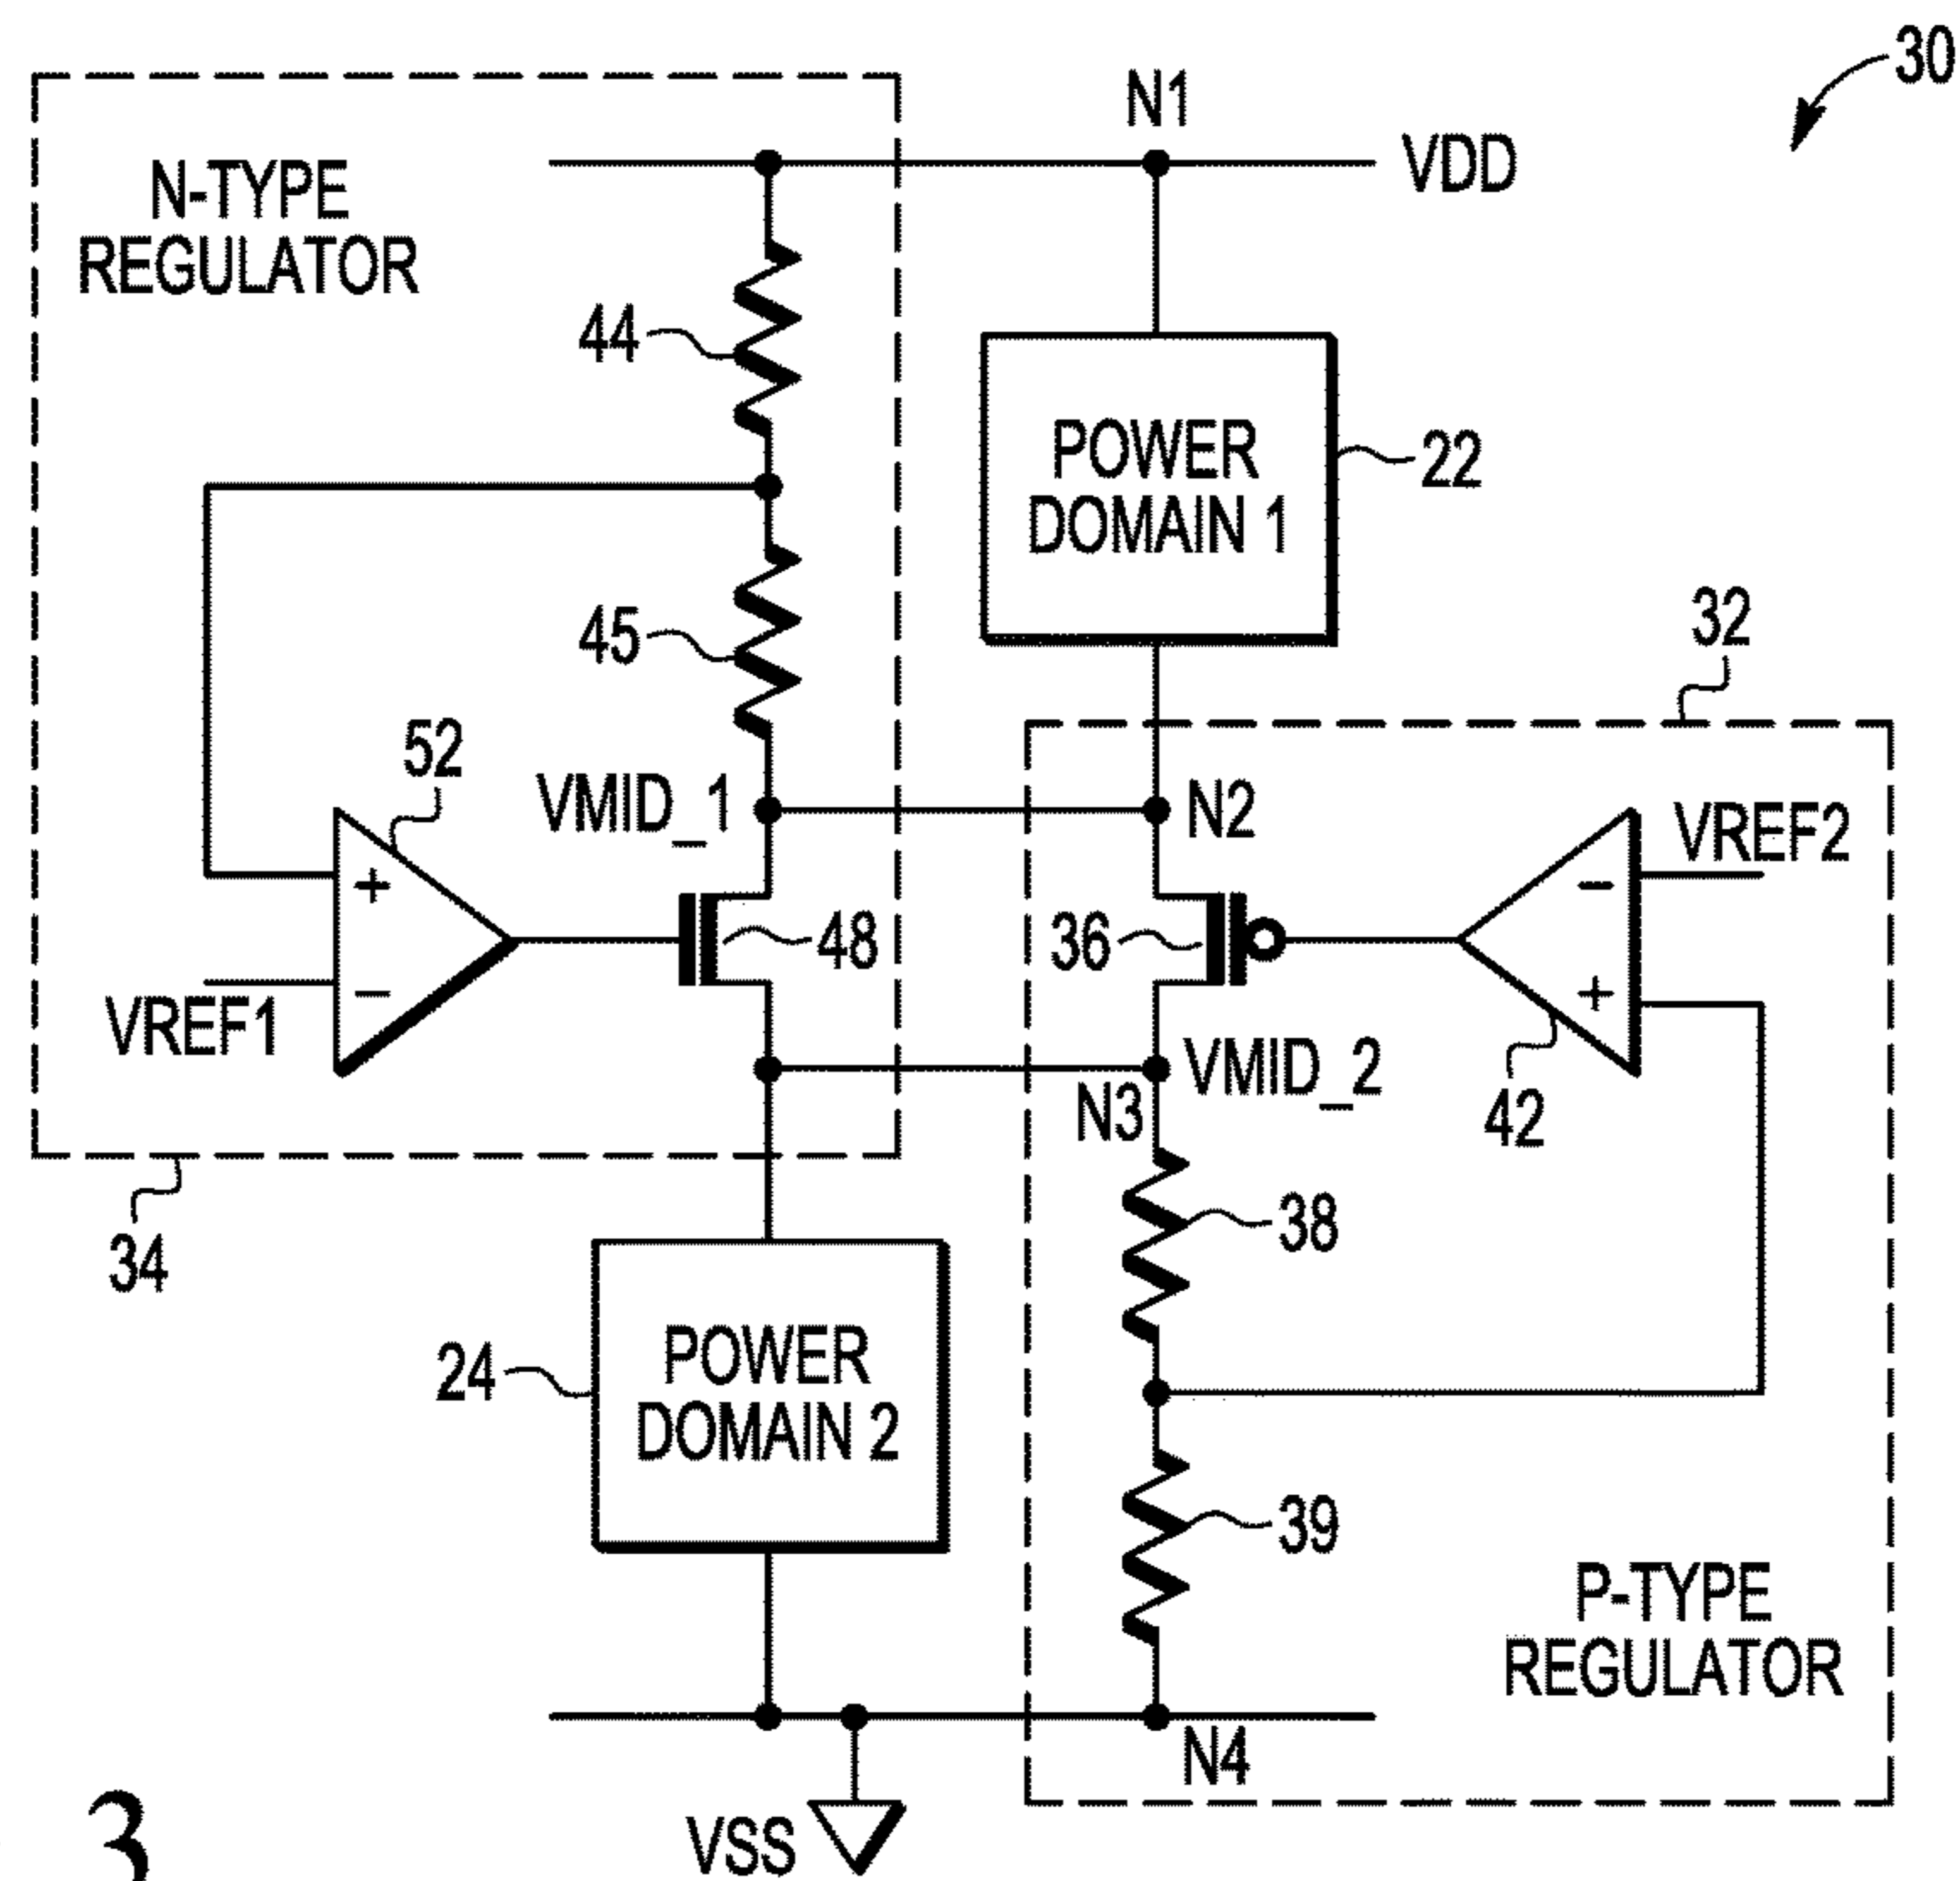 30
N1
VDD
N-TYPE
REGULATOR
44
POWER
DOMAIN 1
22
45
32
52
VMID_1
N2
VREF2
+
−
48
36
−
+
VREF1
VMID_2
N3
42
34
38
24
POWER
DOMAIN 2
39
P-TYPE
REGULATOR
N4
VSS
3